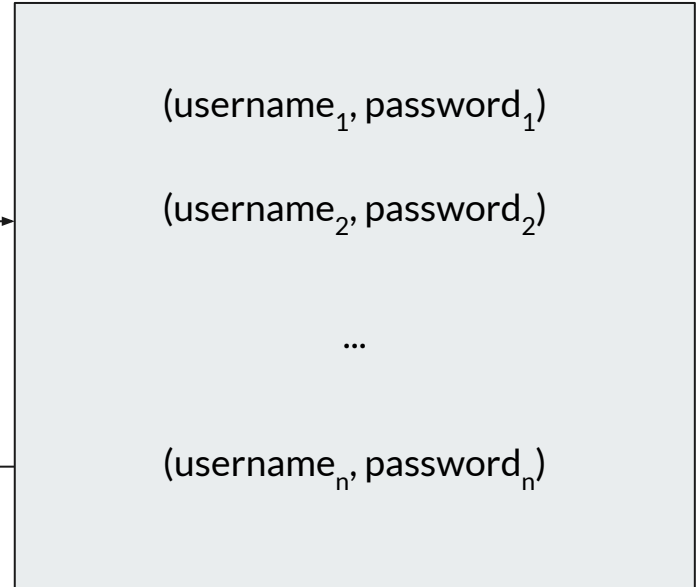 (username₁, password₁)
(username₂, password₂)
...
(usernameₙ, passwordₙ)